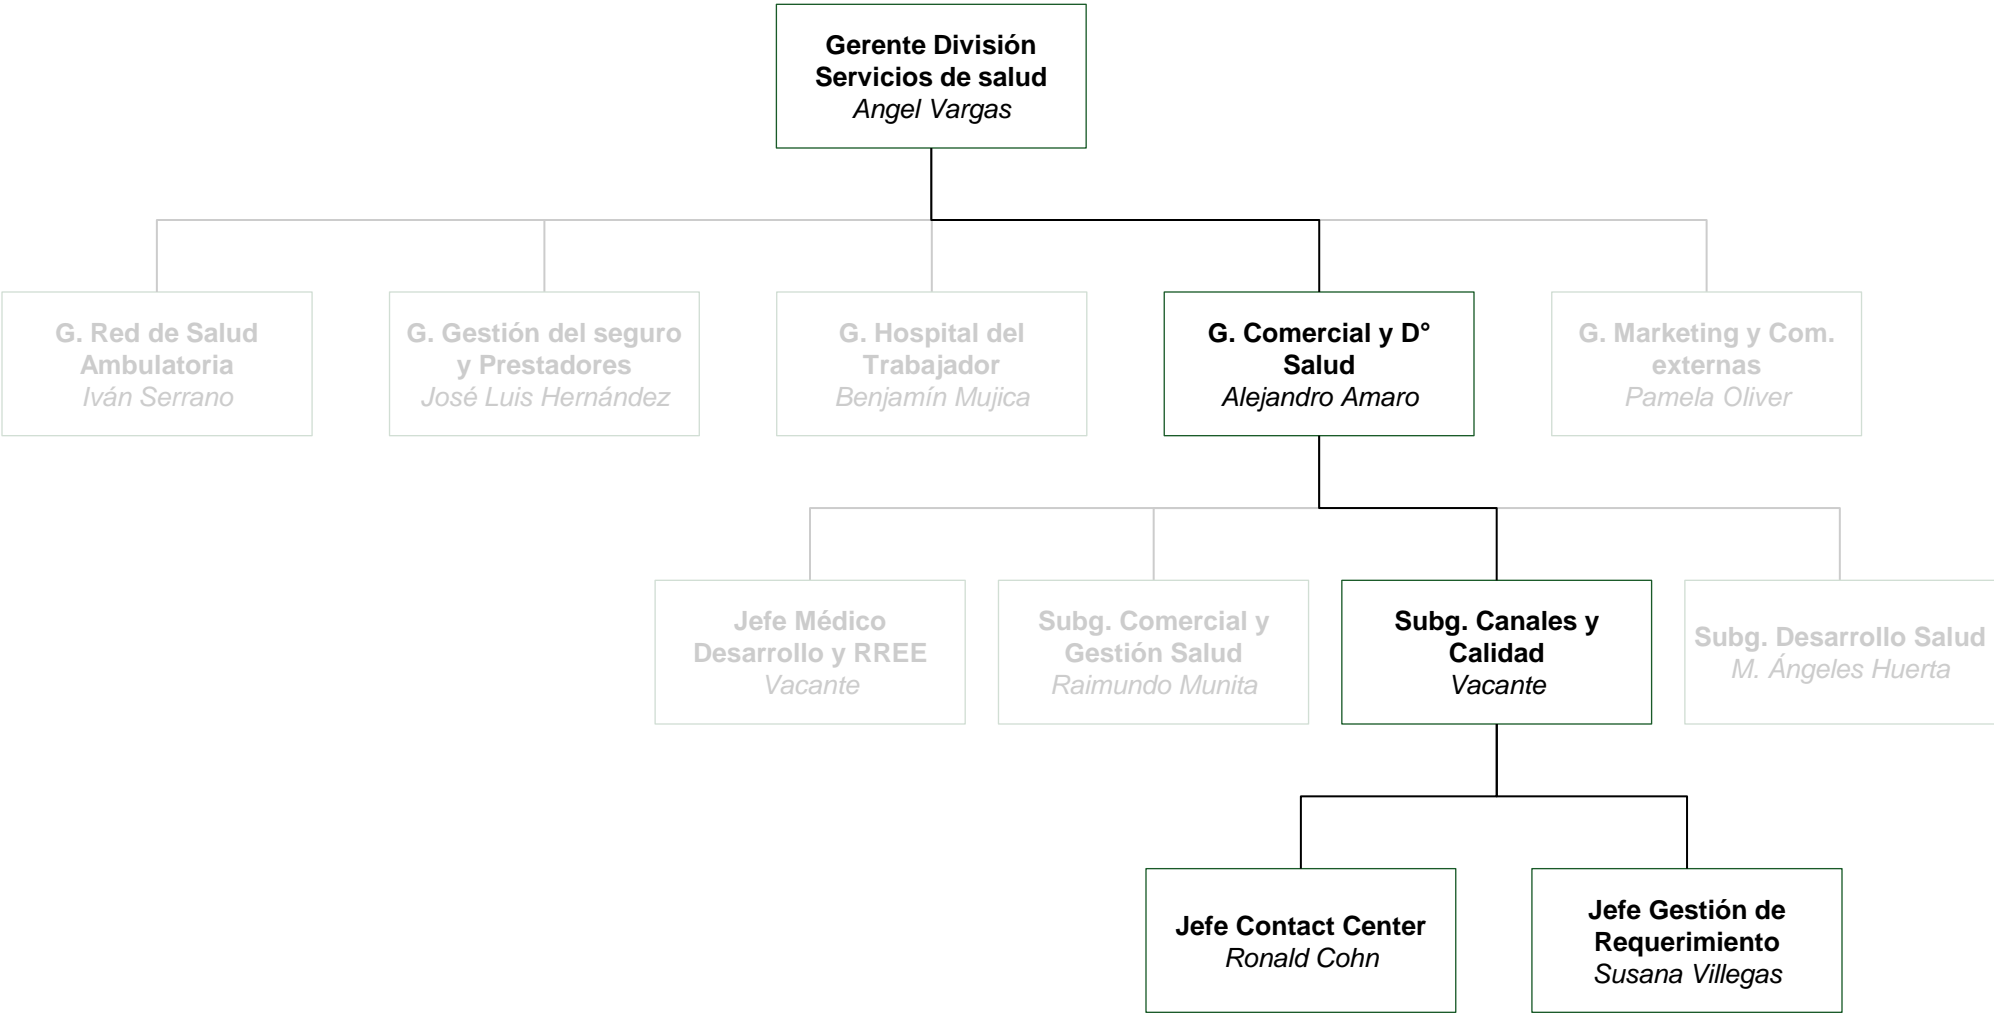 Gerente División
Servicios de salud
Angel Vargas
G. Red de Salud
Ambulatoria
Iván Serrano
G. Gestión del seguro
y Prestadores
José Luis Hernández
G. Hospital del
Trabajador
Benjamín Mujica
G. Comercial y D°
Salud
Alejandro Amaro
G. Marketing y Com.
externas
Pamela Oliver
Jefe Médico
Desarrollo y RREE
Vacante
Subg. Comercial y
Gestión Salud
Raimundo Munita
Subg. Canales y
Calidad
Vacante
Subg. Desarrollo Salud
M. Ángeles Huerta
Jefe Contact Center
Ronald Cohn
Jefe Gestión de
Requerimiento
Susana Villegas